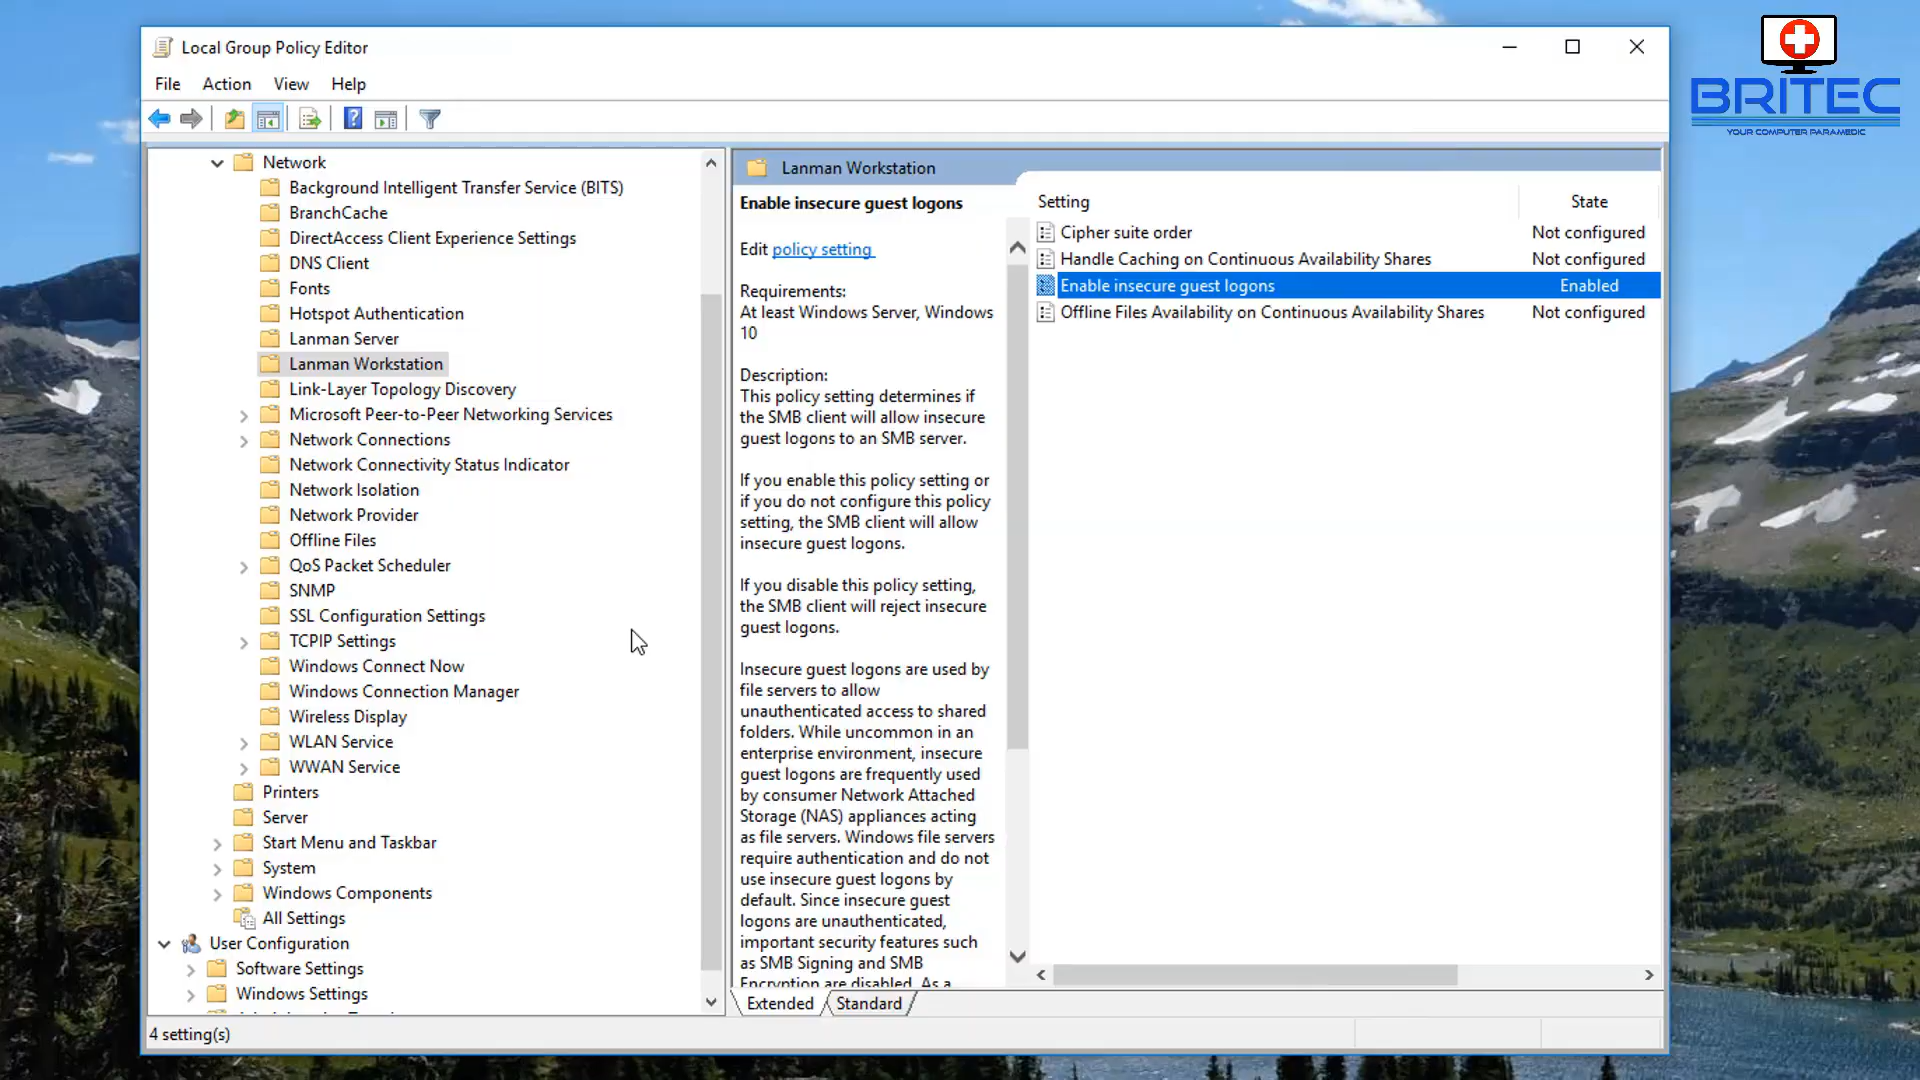 Local Group Policy Editor
BRITEC
YOUR COMPUTER PARAMEDIC
File Action View Help
Network
Background Intelligent Transfer Service (BITS)
BranchCache
DirectAccess Client Experience Settings
DNS Client
Fonts
Hotspot Authentication
Lanman Server
Lanman Workstation
Link-Layer Topology Discovery
Microsoft Peer-to-Peer Networking Services
Network Connections
Network Connectivity Status Indicator
Network Isolation
Network Provider
Offline Files
QoS Packet Scheduler
SNMP
SSL Configuration Settings
TCPIP Settings
Windows Connect Now
Windows Connection Manager
Wireless Display
WLAN Service
WWAN Service
Printers
Server
Start Menu and Taskbar
System
Windows Components
All Settings
User Configuration
Software Settings
Windows Settings
Lanman Workstation
Enable insecure guest logons
Edit policy setting
Requirements:
At least Windows Server, Windows
10
Description:
This policy setting determines if
the SMB client will allow insecure
guest logons to an SMB server.
If you enable this policy setting or
if you do not configure this policy
setting, the SMB client will allow
insecure guest logons.
If you disable this policy setting,
the SMB client will reject insecure
guest logons.
Insecure guest logons are used by
file servers to allow
unauthenticated access to shared
folders. While uncommon in an
enterprise environment, insecure
guest logons are frequently used
by consumer Network Attached
Storage (NAS) appliances acting
as file servers. Windows file servers
require authentication and do not
use insecure guest logons by
default. Since insecure guest
logons are unauthenticated,
important security features such
as SMB Signing and SMB
Encryption are disabled. As a
Setting State
Cipher suite order Not configured
Handle Caching on Continuous Availability Shares Not configured
Enable insecure guest logons Enabled
Offline Files Availability on Continuous Availability Shares Not configured
Extended Standard
4 setting(s)